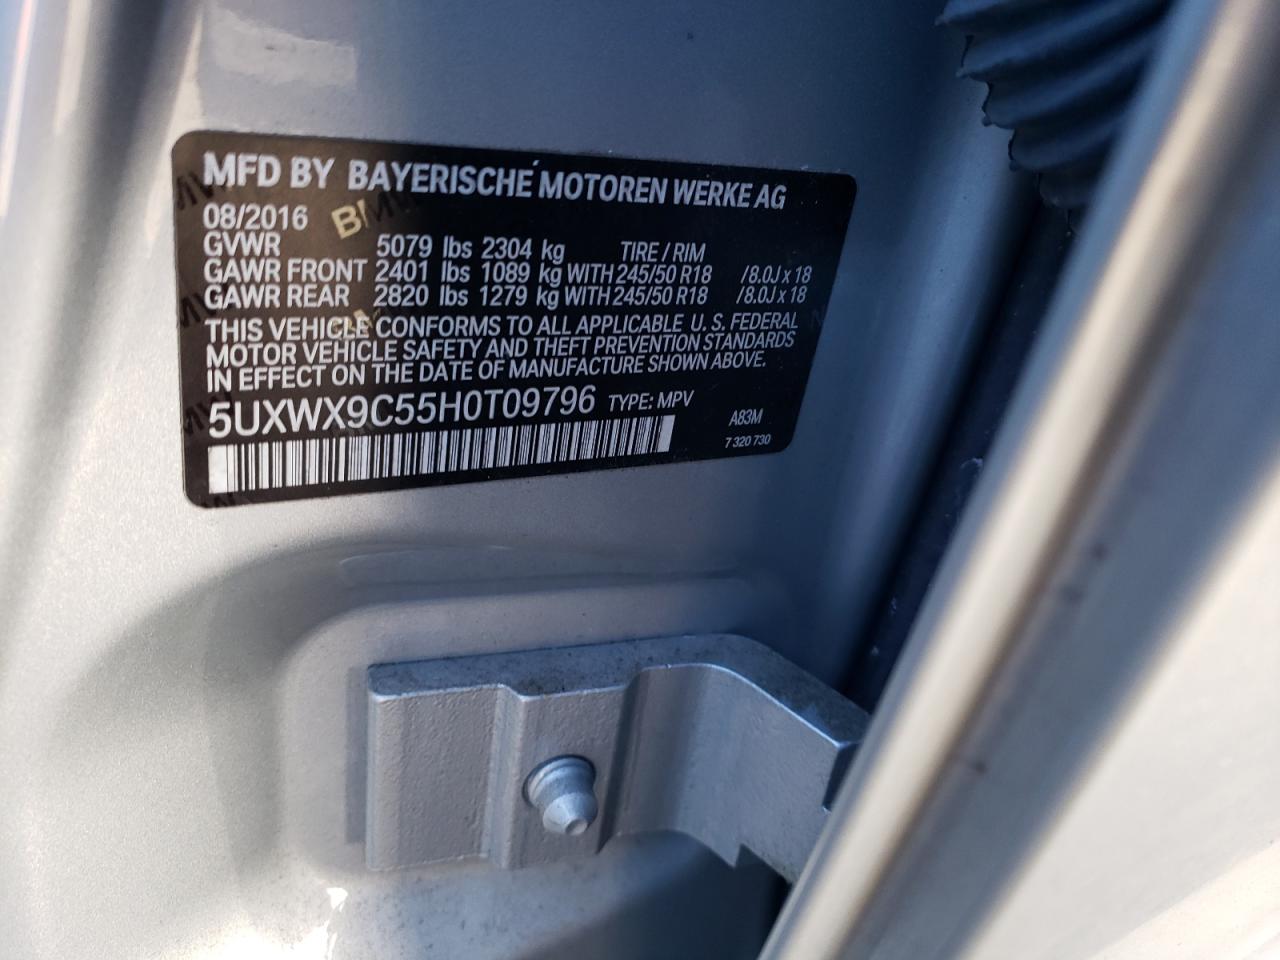 MFD BY BAYERISCHE MOTOREN WERKE AG
08/2016
GVWR 5079 lbs 2304 kg TIRE / RIM
GAWR FRONT 2401 lbs 1089 kg WITH 245/50 R18 /8.0J x 18
GAWR REAR 2820 lbs 1279 kg WITH 245/50 R18 /8.0J x 18
THIS VEHICLE CONFORMS TO ALL APPLICABLE U. S. FEDERAL
MOTOR VEHICLE SAFETY AND THEFT PREVENTION STANDARDS
IN EFFECT ON THE DATE OF MANUFACTURE SHOWN ABOVE.
5UXWX9C55H0T09796 TYPE: MPV
A83M
7 320 730